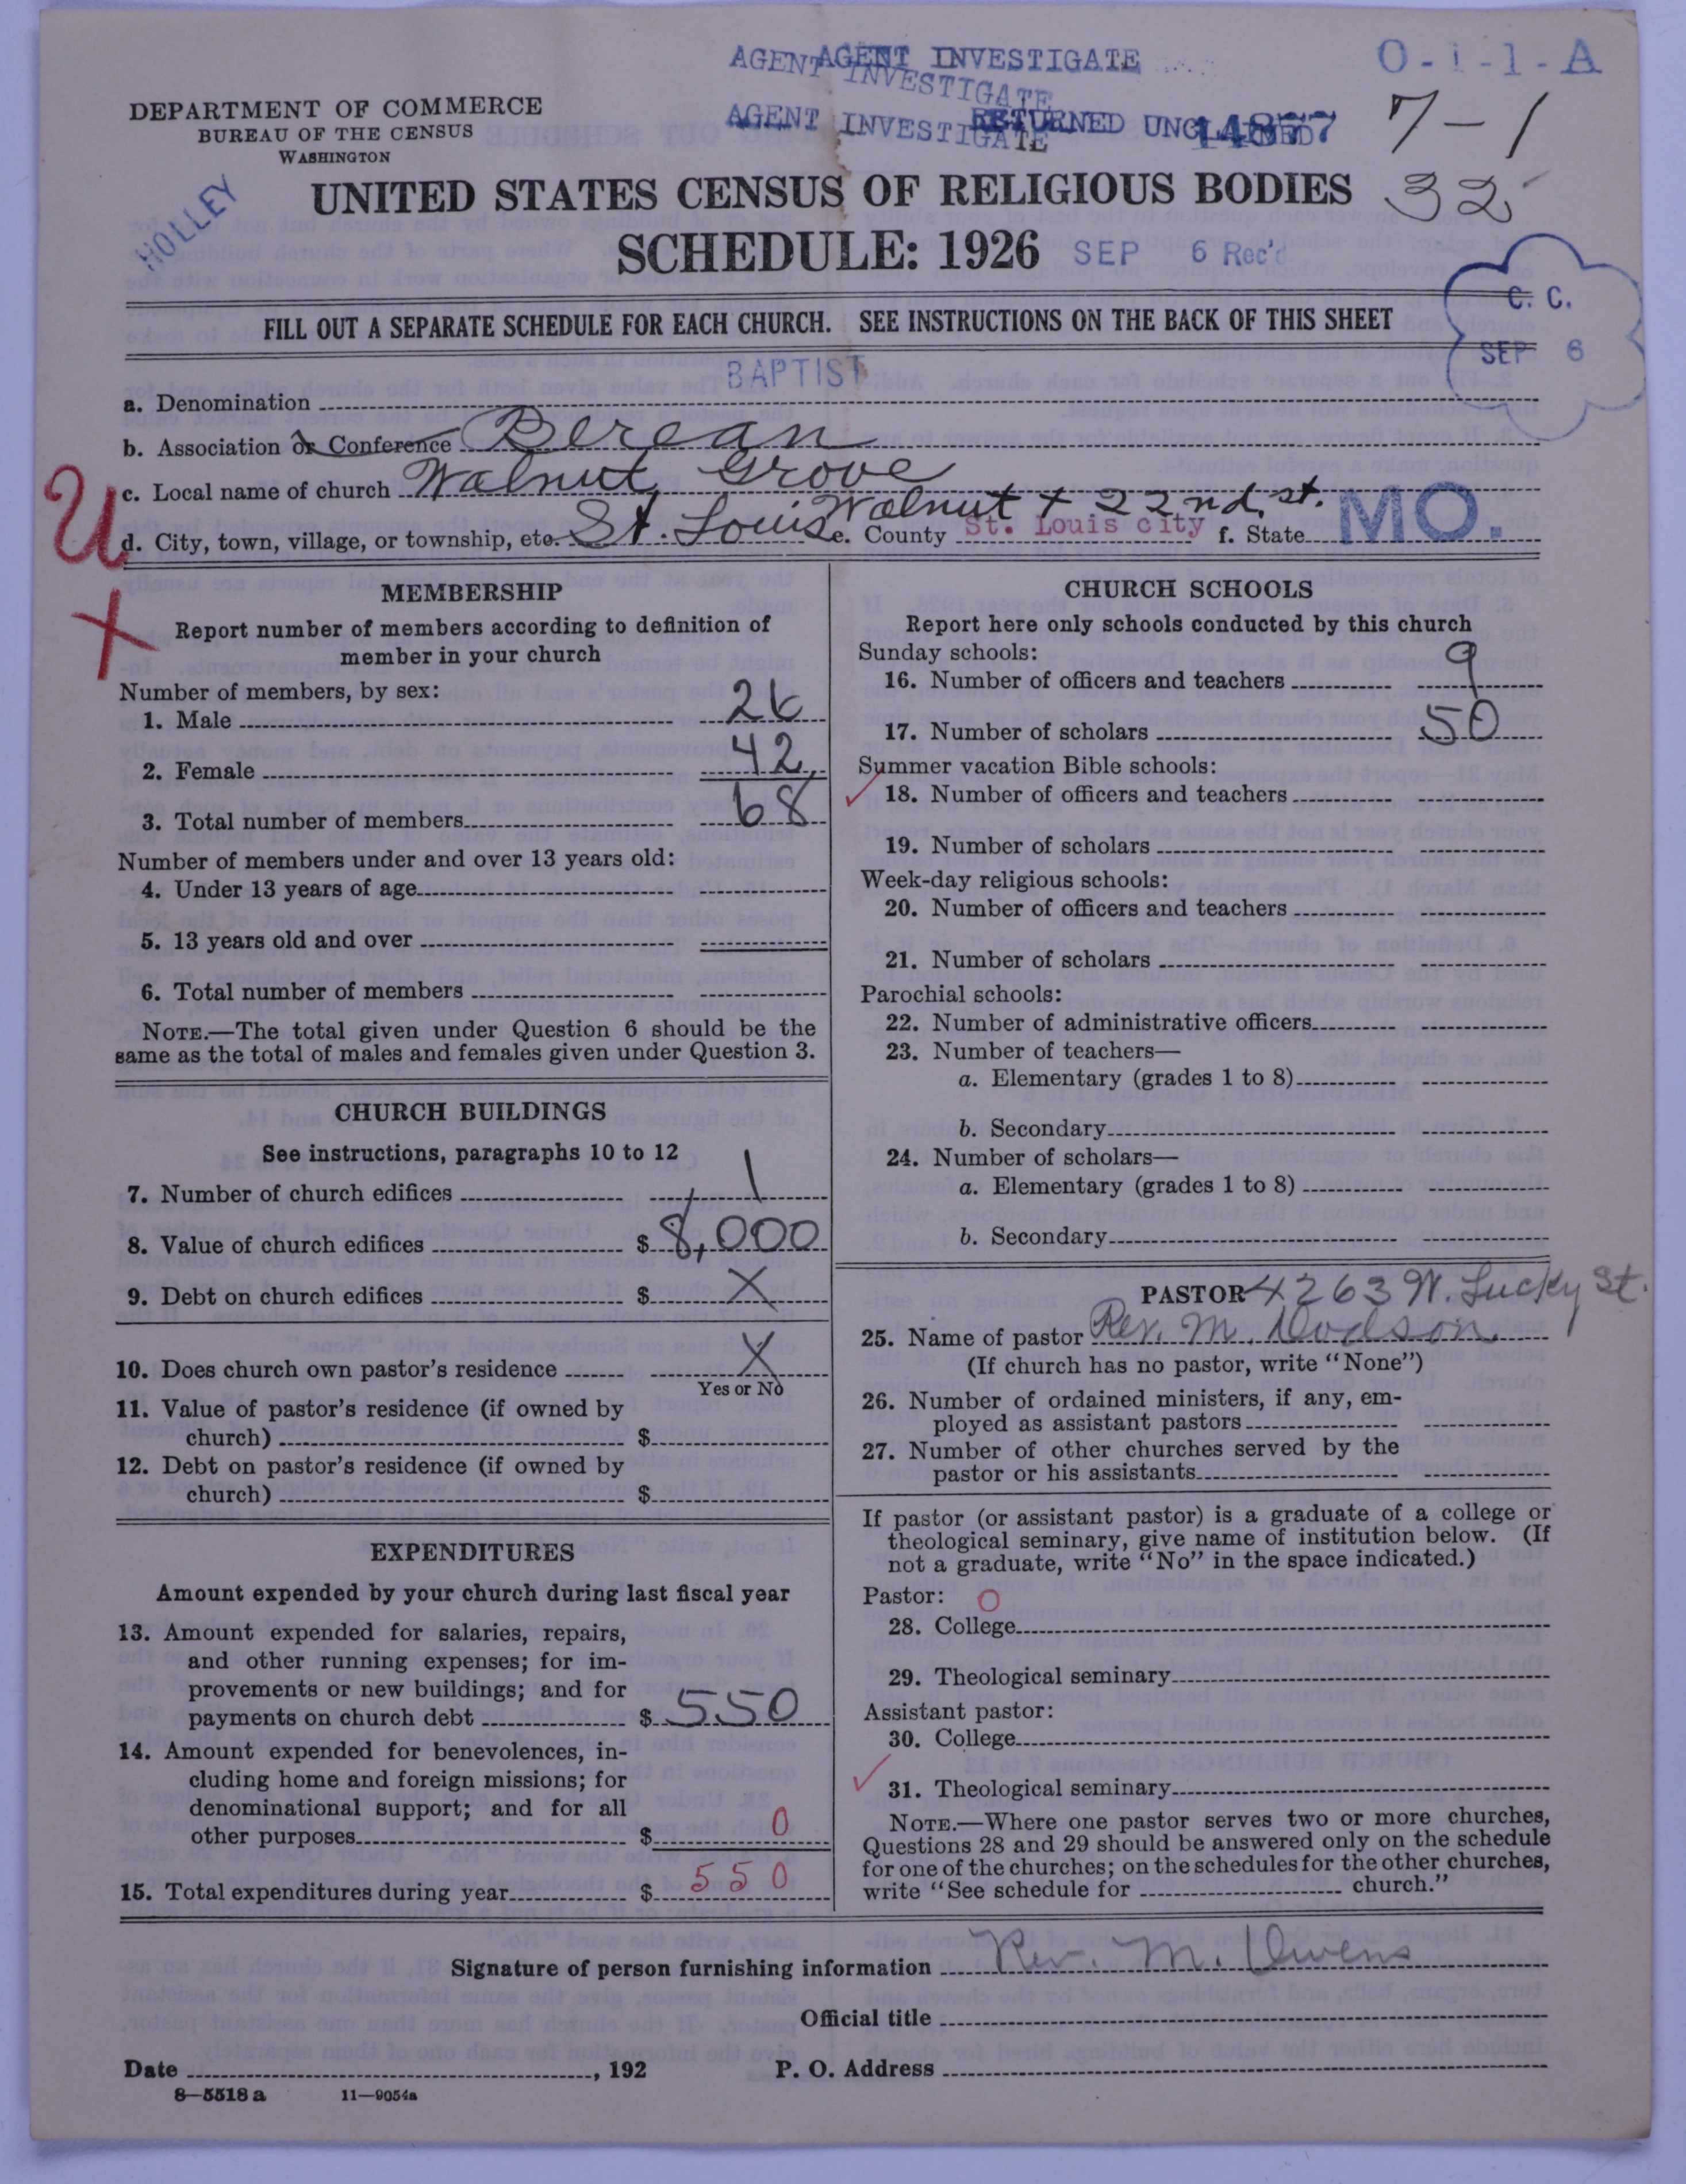 AGENT INVESTIGATE
AGENT INVESTIGATE
AGENT INVESTIGATE
RETURNED UNCLAIMED
14877
O-1-1-A
7-1
32
DEPARTMENT OF COMMERCE
BUREAU OF THE CENSUS
WASHINGTON
HOLLEY
UNITED STATES CENSUS OF RELIGIOUS BODIES
SCHEDULE: 1926
SEP 6 Rec'd
C. C.
SEP 6
FILL OUT A SEPARATE SCHEDULE FOR EACH CHURCH. SEE INSTRUCTIONS ON THE BACK OF THIS SHEET
a. Denomination BAPTIST
b. Association or Conference Berean
c. Local name of church Walnut Grove
Walnut + 22nd. st.
d. City, town, village, or township, etc. St. Louis e. County St. Louis city f. State MO.
U
X
MEMBERSHIP
Report number of members according to definition of
member in your church
Number of members, by sex:
1. Male 26
2. Female 42
3. Total number of members 68
Number of members under and over 13 years old:
4. Under 13 years of age
5. 13 years old and over
6. Total number of members
NOTE.—The total given under Question 6 should be the
same as the total of males and females given under Question 3.
CHURCH BUILDINGS
See instructions, paragraphs 10 to 12
7. Number of church edifices 1
8. Value of church edifices $ 8,000
9. Debt on church edifices $ X
10. Does church own pastor's residence X
Yes or No
11. Value of pastor's residence (if owned by
church) $
12. Debt on pastor's residence (if owned by
church) $
EXPENDITURES
Amount expended by your church during last fiscal year
13. Amount expended for salaries, repairs,
and other running expenses; for im-
provements or new buildings; and for
payments on church debt $ 550
14. Amount expended for benevolences, in-
cluding home and foreign missions; for
denominational support; and for all
other purposes $ 0
15. Total expenditures during year $ 550
CHURCH SCHOOLS
Report here only schools conducted by this church
Sunday schools:
16. Number of officers and teachers 9
17. Number of scholars 50
Summer vacation Bible schools:
18. Number of officers and teachers
19. Number of scholars
Week-day religious schools:
20. Number of officers and teachers
21. Number of scholars
Parochial schools:
22. Number of administrative officers
23. Number of teachers—
a. Elementary (grades 1 to 8)
b. Secondary
24. Number of scholars—
a. Elementary (grades 1 to 8)
b. Secondary
PASTOR 4263 W. Lucky St.
25. Name of pastor Rev. M. Dodson
(If church has no pastor, write "None")
26. Number of ordained ministers, if any, em-
ployed as assistant pastors
27. Number of other churches served by the
pastor or his assistants
If pastor (or assistant pastor) is a graduate of a college or
theological seminary, give name of institution below. (If
not a graduate, write "No" in the space indicated.)
Pastor: O
28. College
29. Theological seminary
Assistant pastor:
30. College
31. Theological seminary
NOTE.—Where one pastor serves two or more churches,
Questions 28 and 29 should be answered only on the schedule
for one of the churches; on the schedules for the other churches,
write "See schedule for church."
Signature of person furnishing information Rev. M. Owens
Official title
Date , 192 P. O. Address
8—5518 a 11—9054a